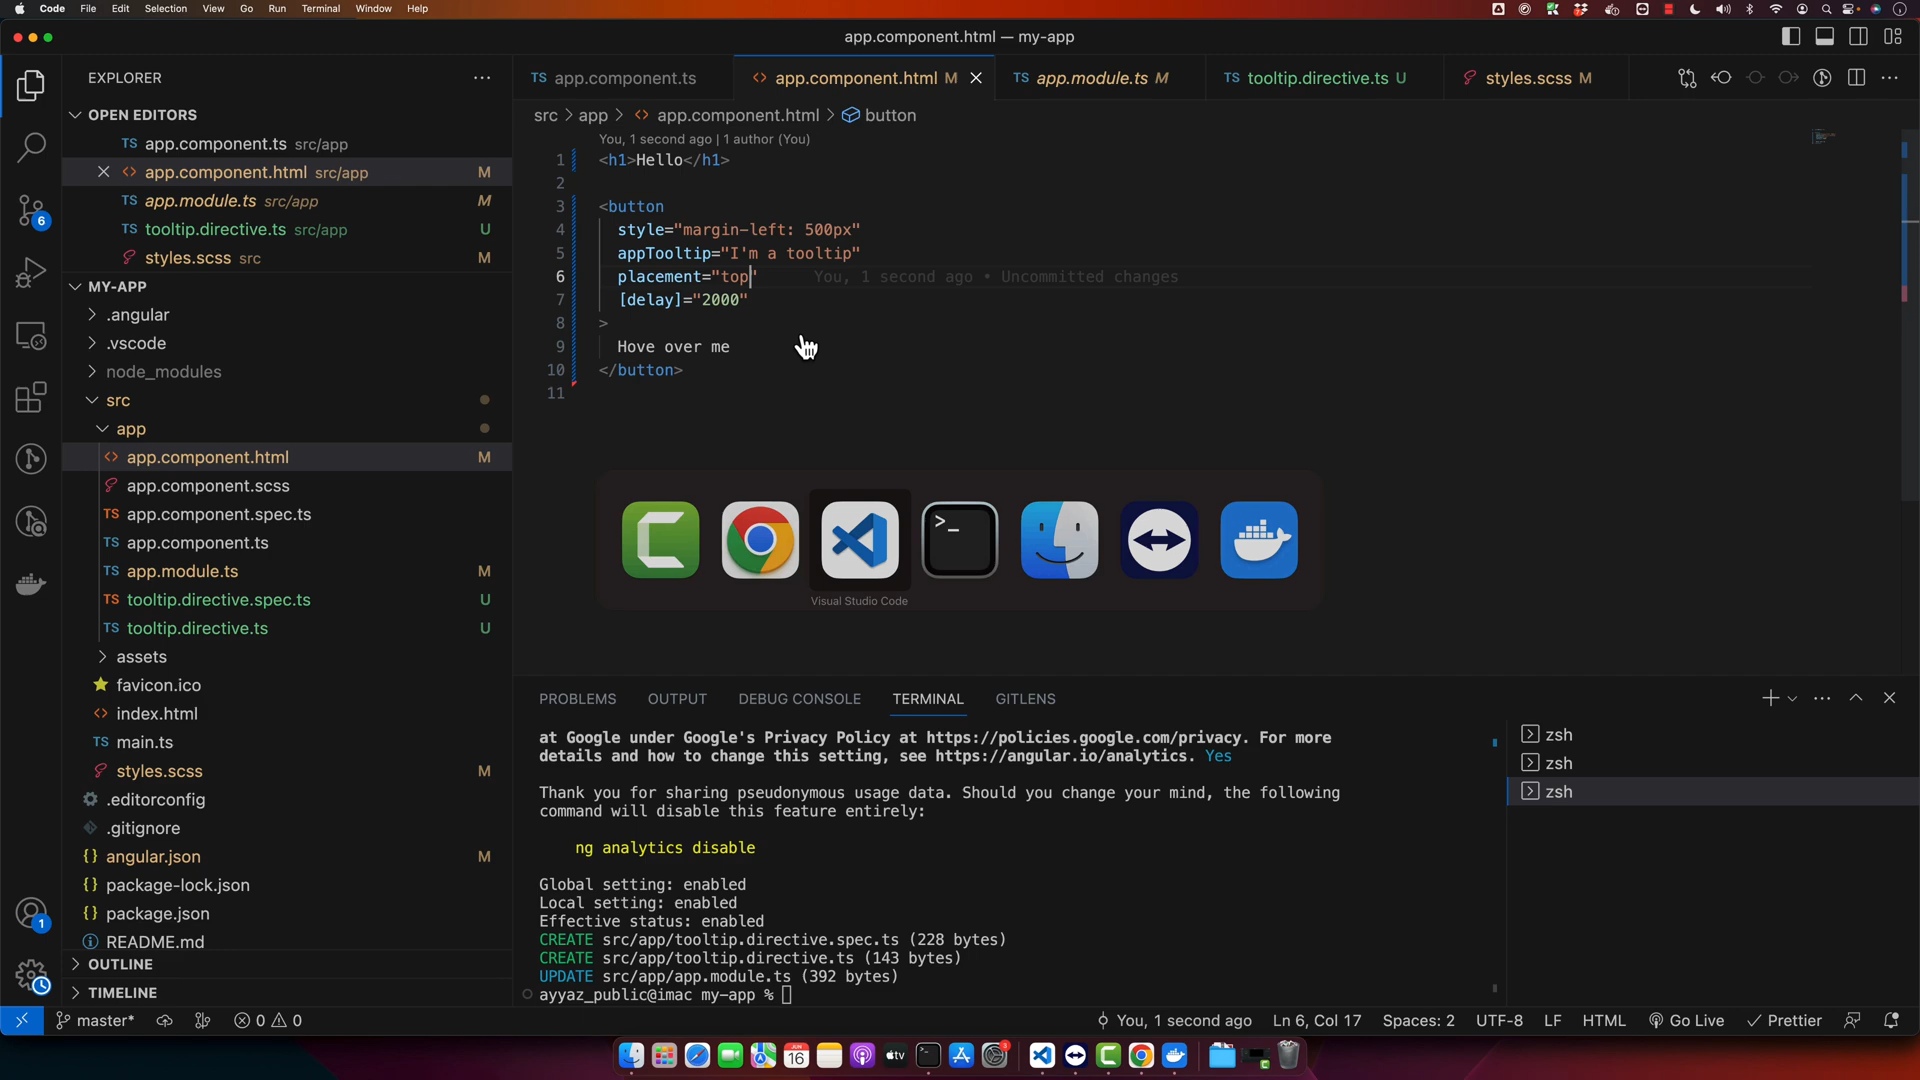 Code File Edit Selection View Go Run Terminal Window Help
app.component.html — my-app
EXPLORER
OPEN EDITORS
TS app.component.ts src/app
app.component.html src/app M
TS app.module.ts src/app M
TS tooltip.directive.ts src/app U
styles.scss src M
MY-APP
.angular
.vscode
node_modules
src
app
app.component.html M
app.component.scss
TS app.component.spec.ts
TS app.component.ts
TS app.module.ts M
TS tooltip.directive.spec.ts U
TS tooltip.directive.ts U
assets
favicon.ico
index.html
TS main.ts
styles.scss M
.editorconfig
.gitignore
{} angular.json M
{} package-lock.json
{} package.json
README.md
OUTLINE
TIMELINE
6
1
TS app.component.ts
app.component.html M
TS app.module.ts M
TS tooltip.directive.ts U
styles.scss M
src > app > app.component.html > button
You, 1 second ago | 1 author (You)
1 <h1>Hello</h1>
2
3 <button
4 style="margin-left: 500px"
5 appTooltip="I'm a tooltip"
6 placement="top" You, 1 second ago • Uncommitted changes
7 [delay]="2000"
8 >
9 Hove over me
10 </button>
11
Visual Studio Code
PROBLEMS OUTPUT DEBUG CONSOLE TERMINAL GITLENS
at Google under Google's Privacy Policy at https://policies.google.com/privacy. For more
details and how to change this setting, see https://angular.io/analytics. Yes
Thank you for sharing pseudonymous usage data. Should you change your mind, the following
command will disable this feature entirely:
ng analytics disable
Global setting: enabled
Local setting: enabled
Effective status: enabled
CREATE src/app/tooltip.directive.spec.ts (228 bytes)
CREATE src/app/tooltip.directive.ts (143 bytes)
UPDATE src/app/app.module.ts (392 bytes)
ayyaz_public@imac my-app %
zsh
zsh
zsh
master* 0 0 You, 1 second ago Ln 6, Col 17 Spaces: 2 UTF-8 LF HTML Go Live Prettier
JUN
16
tv
3